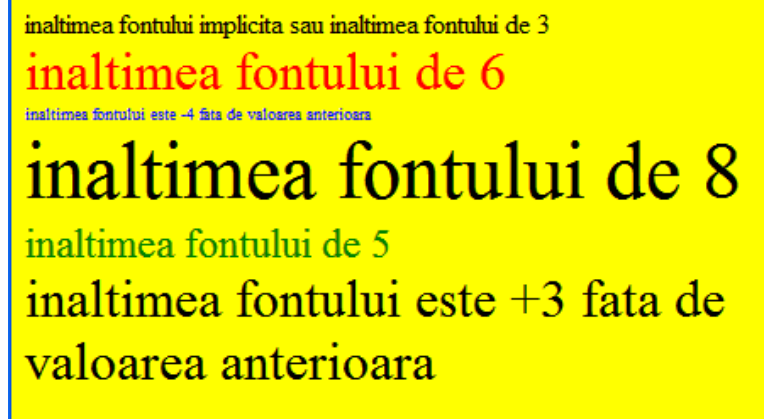 inaltimea fontului implicita sau inaltimea fontului de 3
inaltimea fontului de 6
inaltimea fontului este -4 fata de valoarea anterioara
inaltimea fontului de 8
inaltimea fontului de 5
inaltimea fontului este +3 fata de
valoarea anterioara